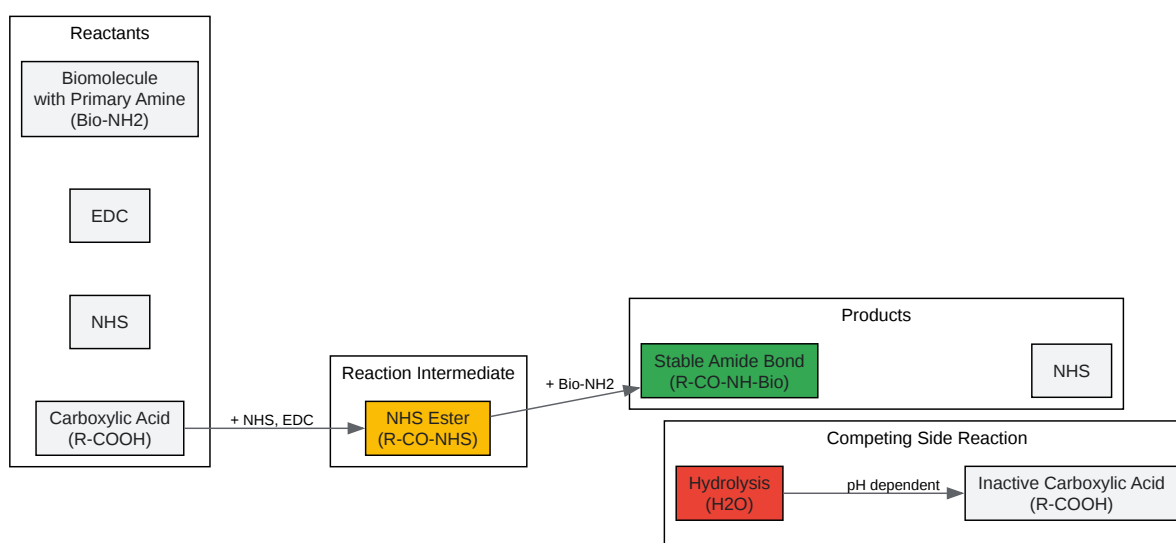 Reactants
Biomolecule
with Primary Amine
(Bio-NH2)
EDC
NHS
Carboxylic Acid
(R-COOH)
+ NHS, EDC
Reaction Intermediate
NHS Ester
(R-CO-NHS)
+ Bio-NH2
Products
Stable Amide Bond
(R-CO-NH-Bio)
NHS
Competing Side Reaction
Hydrolysis
(H2O)
pH dependent
Inactive Carboxylic Acid
(R-COOH)